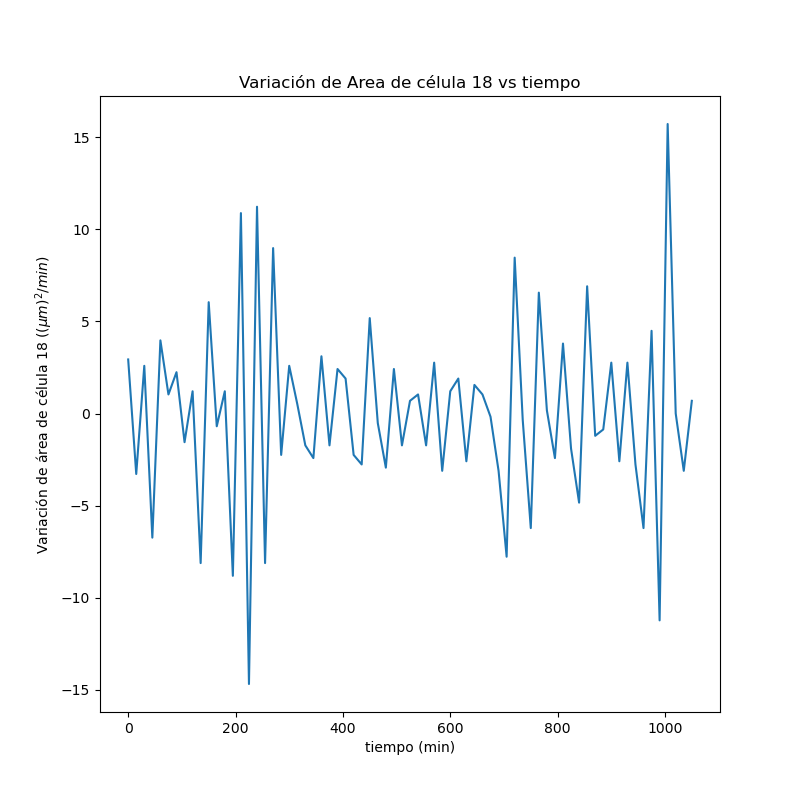 Variación de Area de célula 18 vs tiempo
Variación de area de célula 18 ((μm)²/min)
15
10
5
0
−5
−10
−15
0 200 400 600 800 1000
tiempo (min)